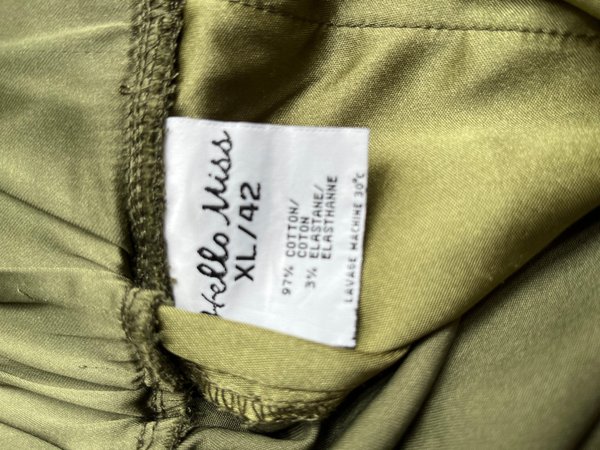 Hello Miss
XL/42
97% COTTON/
COTON
3% ELASTANE/
ELASTHANNE
LAVAGE MACHINE 30°C